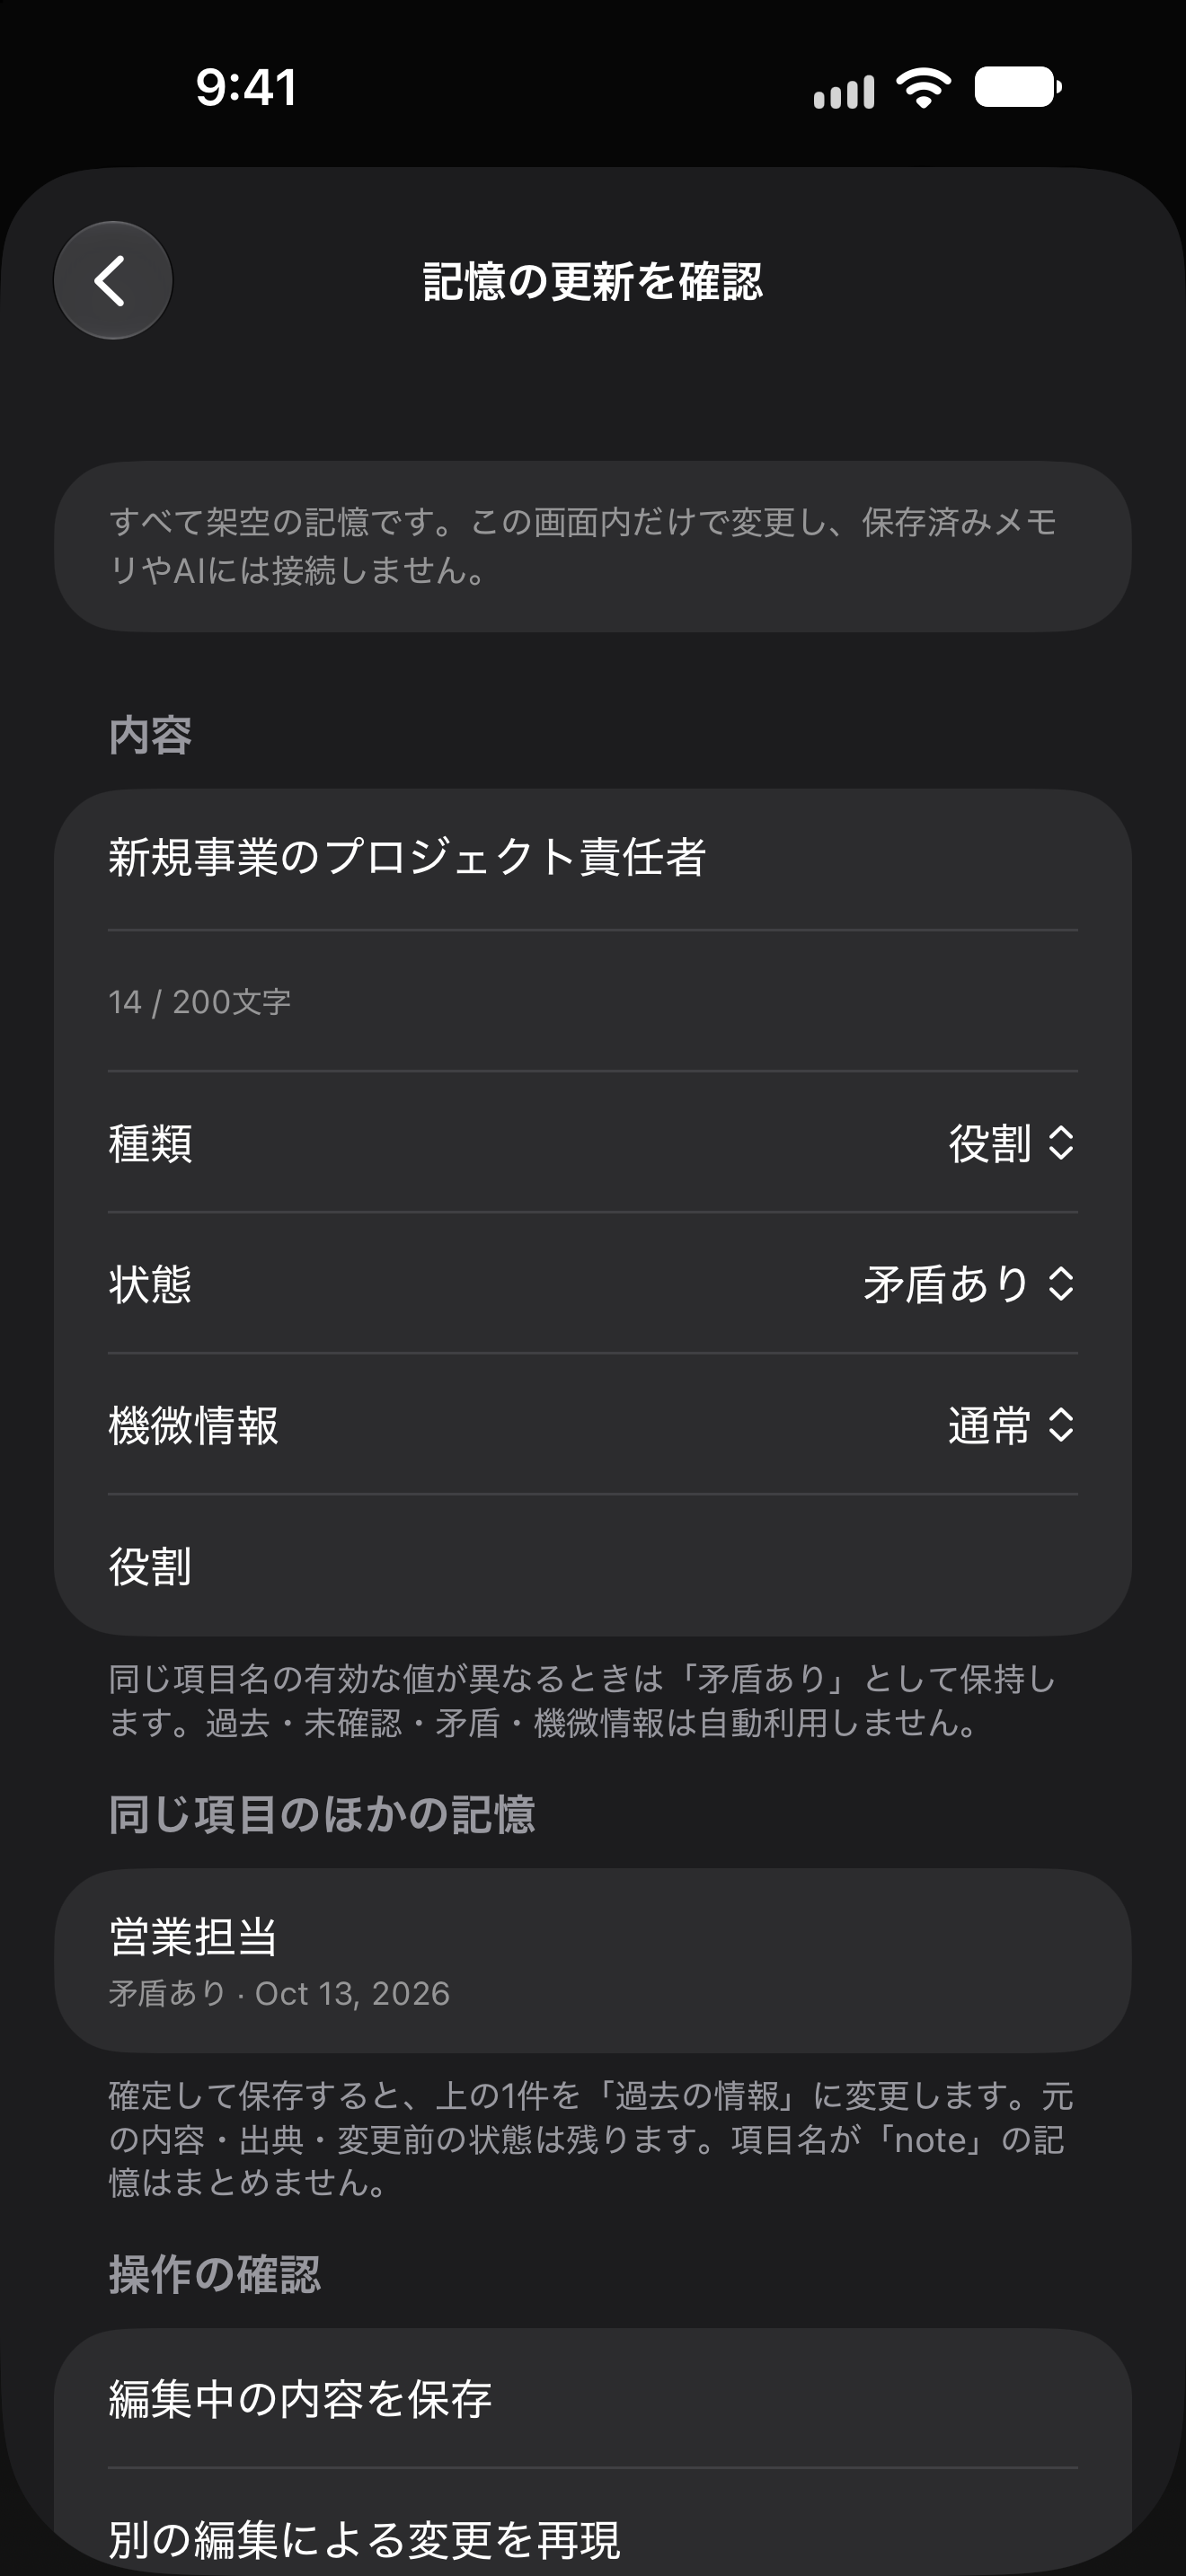 9:41
記憶の更新を確認
すべて架空の記憶です。この画面内だけで変更し、保存済みメモ
リやAIには接続しません。
内容
新規事業のプロジェクト責任者
14 / 200文字
種類 役割
状態 矛盾あり
機微情報 通常
役割
同じ項目名の有効な値が異なるときは「矛盾あり」として保持し
ます。過去・未確認・矛盾・機微情報は自動利用しません。
同じ項目のほかの記憶
営業担当
矛盾あり · Oct 13, 2026
確定して保存すると、上の1件を「過去の情報」に変更します。元
の内容・出典・変更前の状態は残ります。項目名が「note」の記
憶はまとめません。
操作の確認
編集中の内容を保存
別の編集による変更を再現